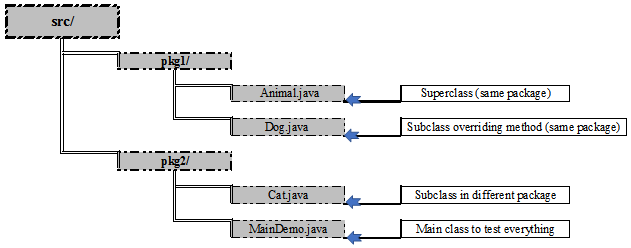 src/
pkg1/
Animal.java
Superclass (same package)
Dog.java
Subclass overriding method (same package)
pkg2/
Cat.java
Subclass in different package
MainDemo.java
Main class to test everything